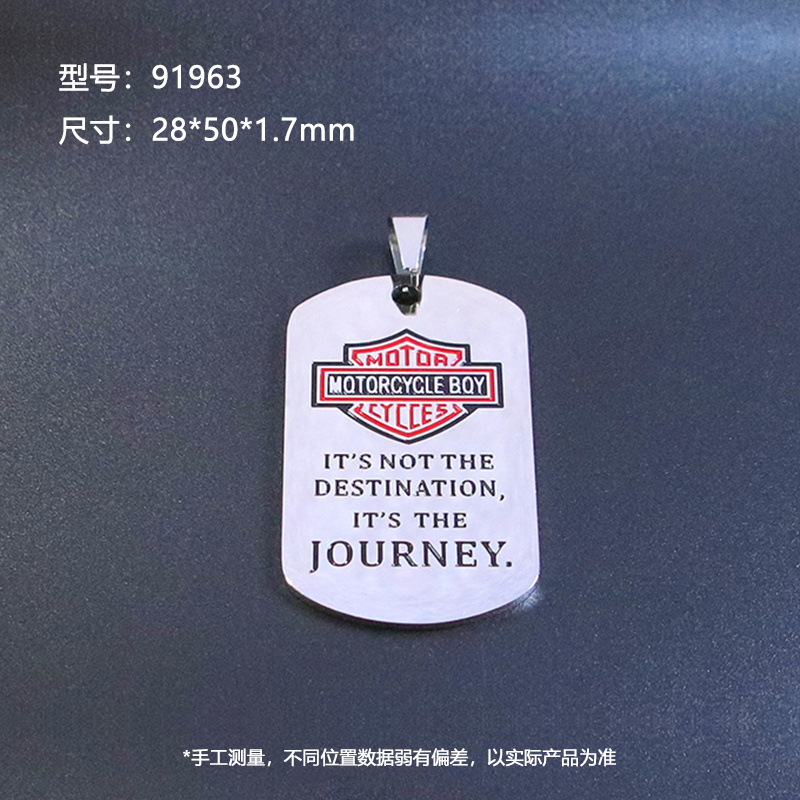 型号：91963
尺寸：28*50*1.7mm
MOTOR
MOTORCYCLE BOY
CYCCES
IT'S NOT THE
DESTINATION,
IT'S THE
JOURNEY.
*手工测量，不同位置数据弱有偏差，以实际产品为准